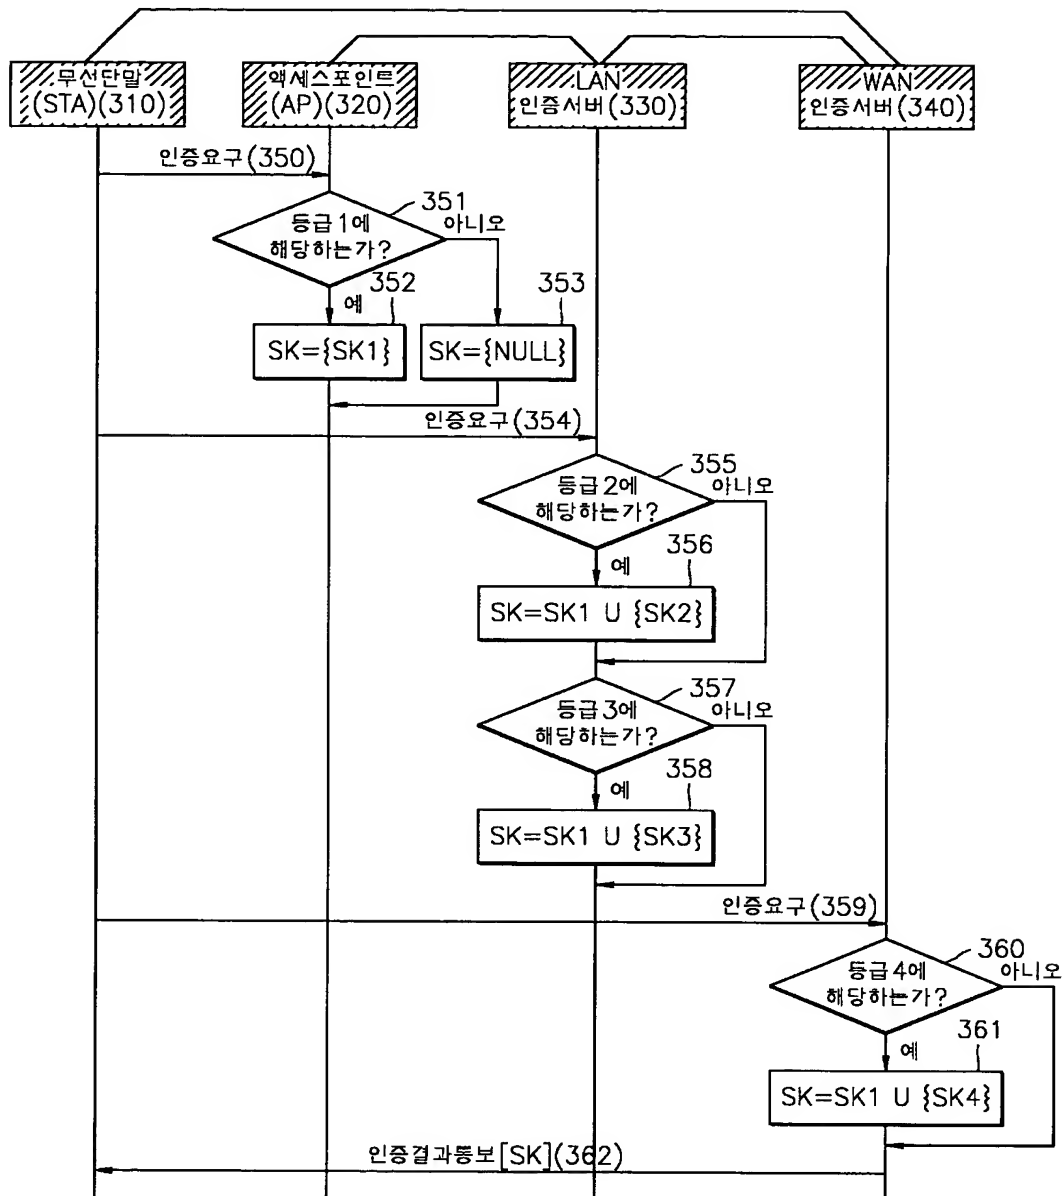 무선단말
(STA)(310)
액세스포인트
(AP)(320)
LAN
인증서버(330)
WAN
인증서버(340)
인증요구(350)
351
등급1에
해당하는가?
아니오
예
352
SK={SK1}
353
SK={NULL}
인증요구(354)
355
등급2에
해당하는가?
아니오
예
356
SK=SK1 U {SK2}
357
등급3에
해당하는가?
아니오
예
358
SK=SK1 U {SK3}
인증요구(359)
360
등급4에
해당하는가?
아니오
예
361
SK=SK1 U {SK4}
인증결과통보[SK](362)